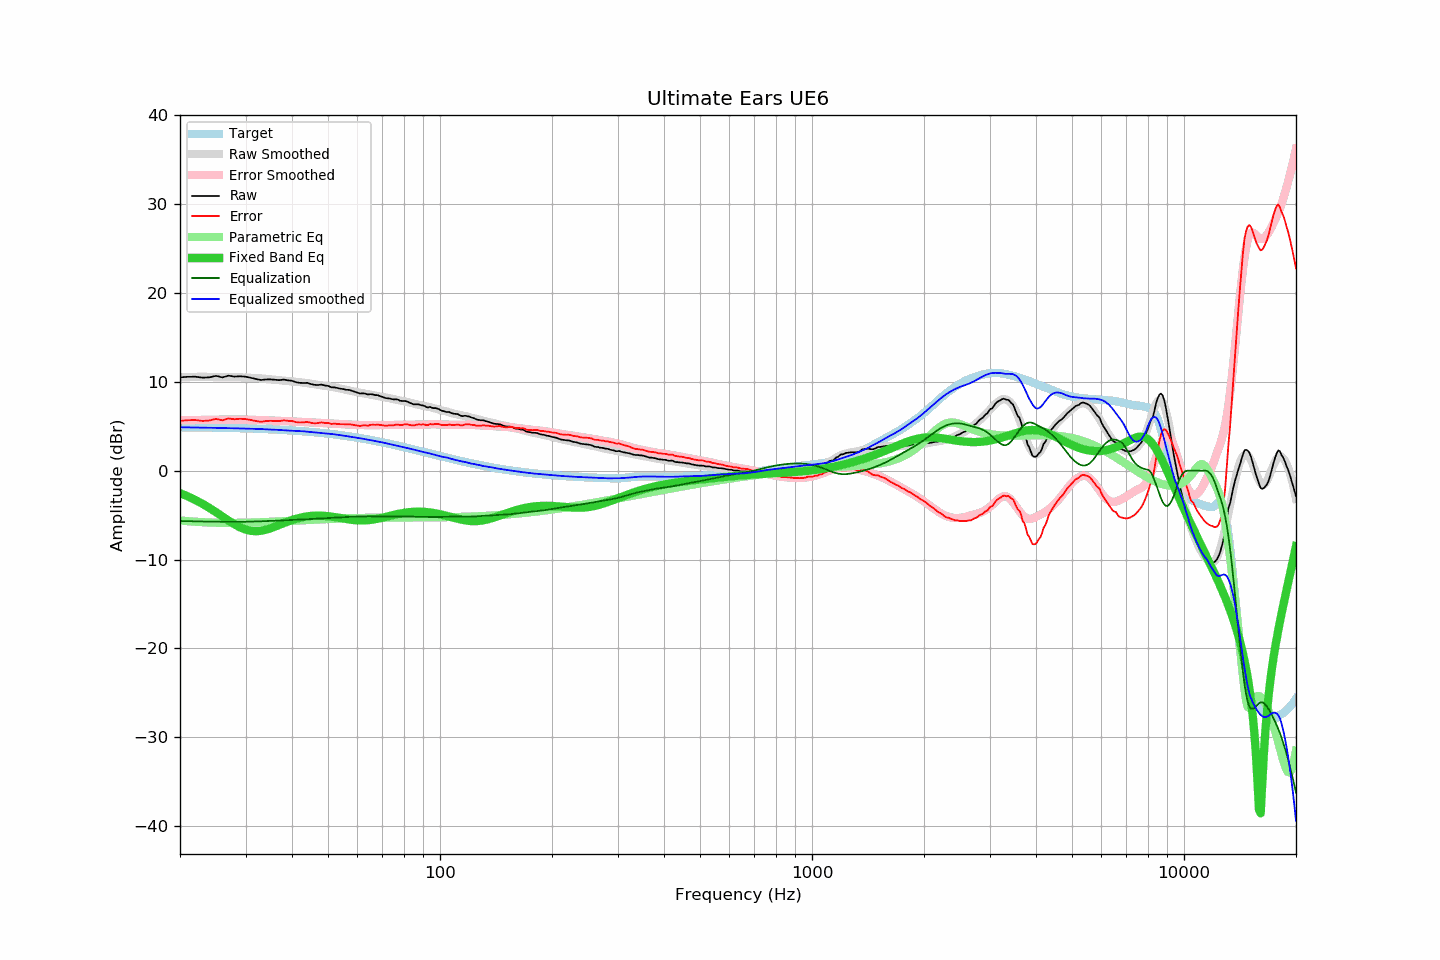 Ultimate Ears UE6
40
30
20
10
0
−10
−20
−30
−40
Amplitude (dBr)
Target
Raw Smoothed
Error Smoothed
Raw
Error
Parametric Eq
Fixed Band Eq
Equalization
Equalized smoothed
100
1000
10000
Frequency (Hz)